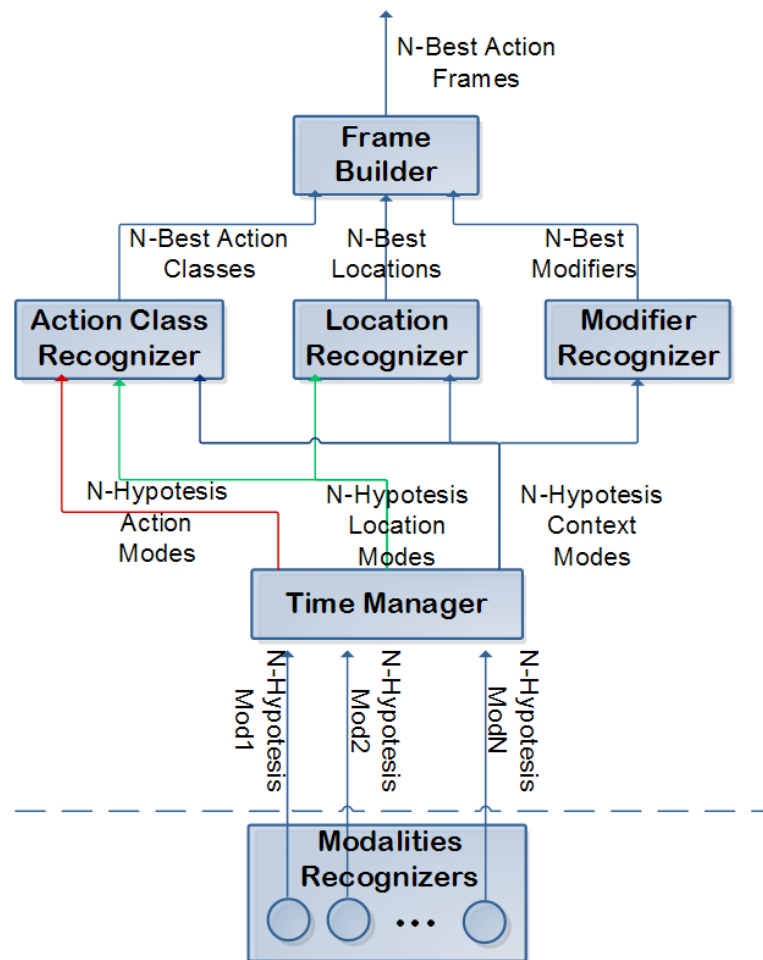 N-Best Action
Frames
Frame
Builder
N-Best Action
Classes
N-Best
Locations
N-Best
Modifiers
Action Class
Recognizer
Location
Recognizer
Modifier
Recognizer
N-Hypotesis
Action
Modes
N-Hypotesis
Location
Modes
N-Hypotesis
Context
Modes
Time Manager
N-Hypotesis
Mod1
N-Hypotesis
Mod2
N-Hypotesis
ModN
Modalities
Recognizers
...